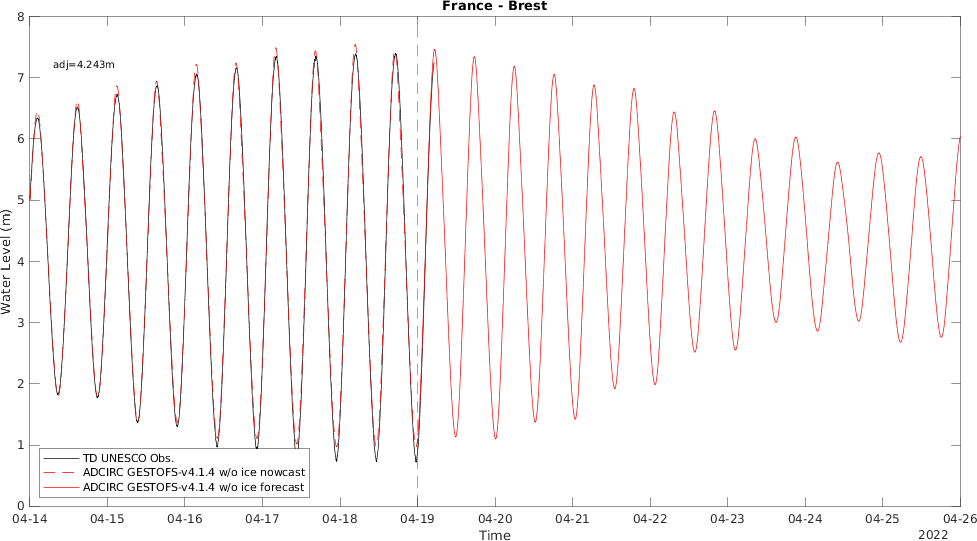 France - Brest
adj=4.243m
8
7
6
5
4
3
2
1
0
Water Level (m)
TD UNESCO Obs.
ADCIRC GESTOFS-v4.1.4 w/o ice nowcast
ADCIRC GESTOFS-v4.1.4 w/o ice forecast
04-14 04-15 04-16 04-17 04-18 04-19 04-20 04-21 04-22 04-23 04-24 04-25 04-26
Time
2022